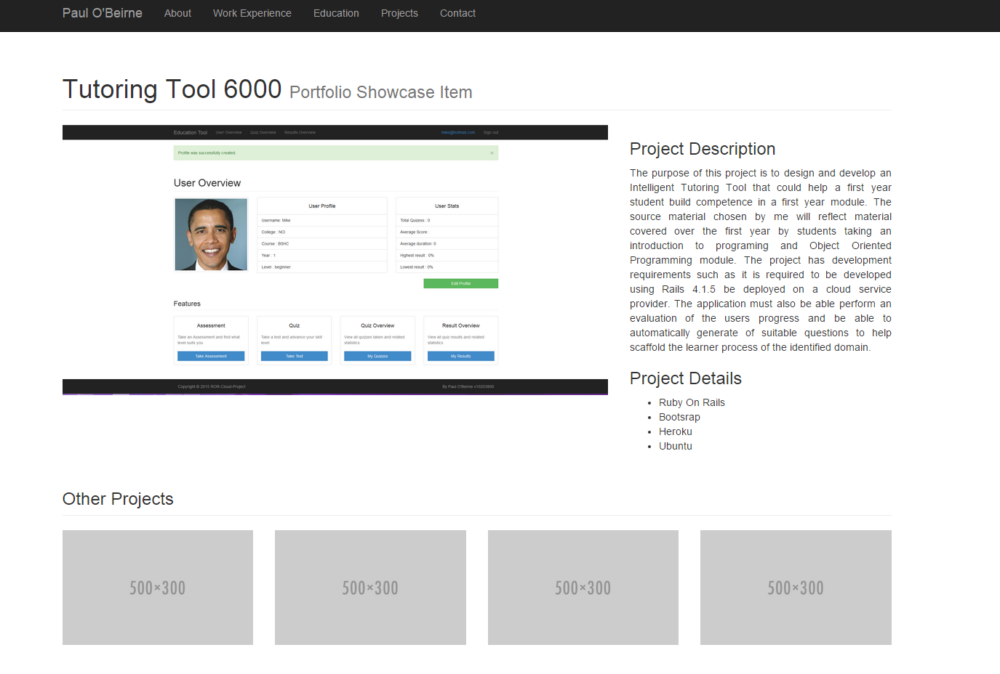 Paul O'Beirne About Work Experience Education Projects Contact
Tutoring Tool 6000 Portfolio Showcase Item
Education Tool User Overview Quiz Overview Results Overview mike@hotmail.com Sign out
Profile was successfully created. ×
User Overview
User Profile
Username: Mike
College : NCI
Course : BSHC
Year : 1
Level : beginner
User Stats
Total Quizess : 0
Average Score :
Average duration: 0
Highest result : 0%
Lowest result : 0%
Edit Profile
Features
Assessment
Take an Assessment and find what
level suits you
Take Assessment
Quiz
Take a test and advance your skill
level
Take Test
Quiz Overview
View all quizzes taken and related
statistics
My Quizzes
Result Overview
View all quiz results and related
statistics
My Results
Copyright © 2015 ROR-Cloud-Project By Paul O'Beirne x10203800
Project Description
The purpose of this project is to design and develop an
Intelligent Tutoring Tool that could help a first year
student build competence in a first year module. The
source material chosen by me will reflect material
covered over the first year by students taking an
introduction to programing and Object Oriented
Programming module. The project has development
requirements such as it is required to be developed
using Rails 4.1.5 be deployed on a cloud service
provider. The application must also be able perform an
evaluation of the users progress and be able to
automatically generate of suitable questions to help
scaffold the learner process of the identified domain.
Project Details
• Ruby On Rails
• Bootsrap
• Heroku
• Ubuntu
Other Projects
500×300
500×300
500×300
500×300